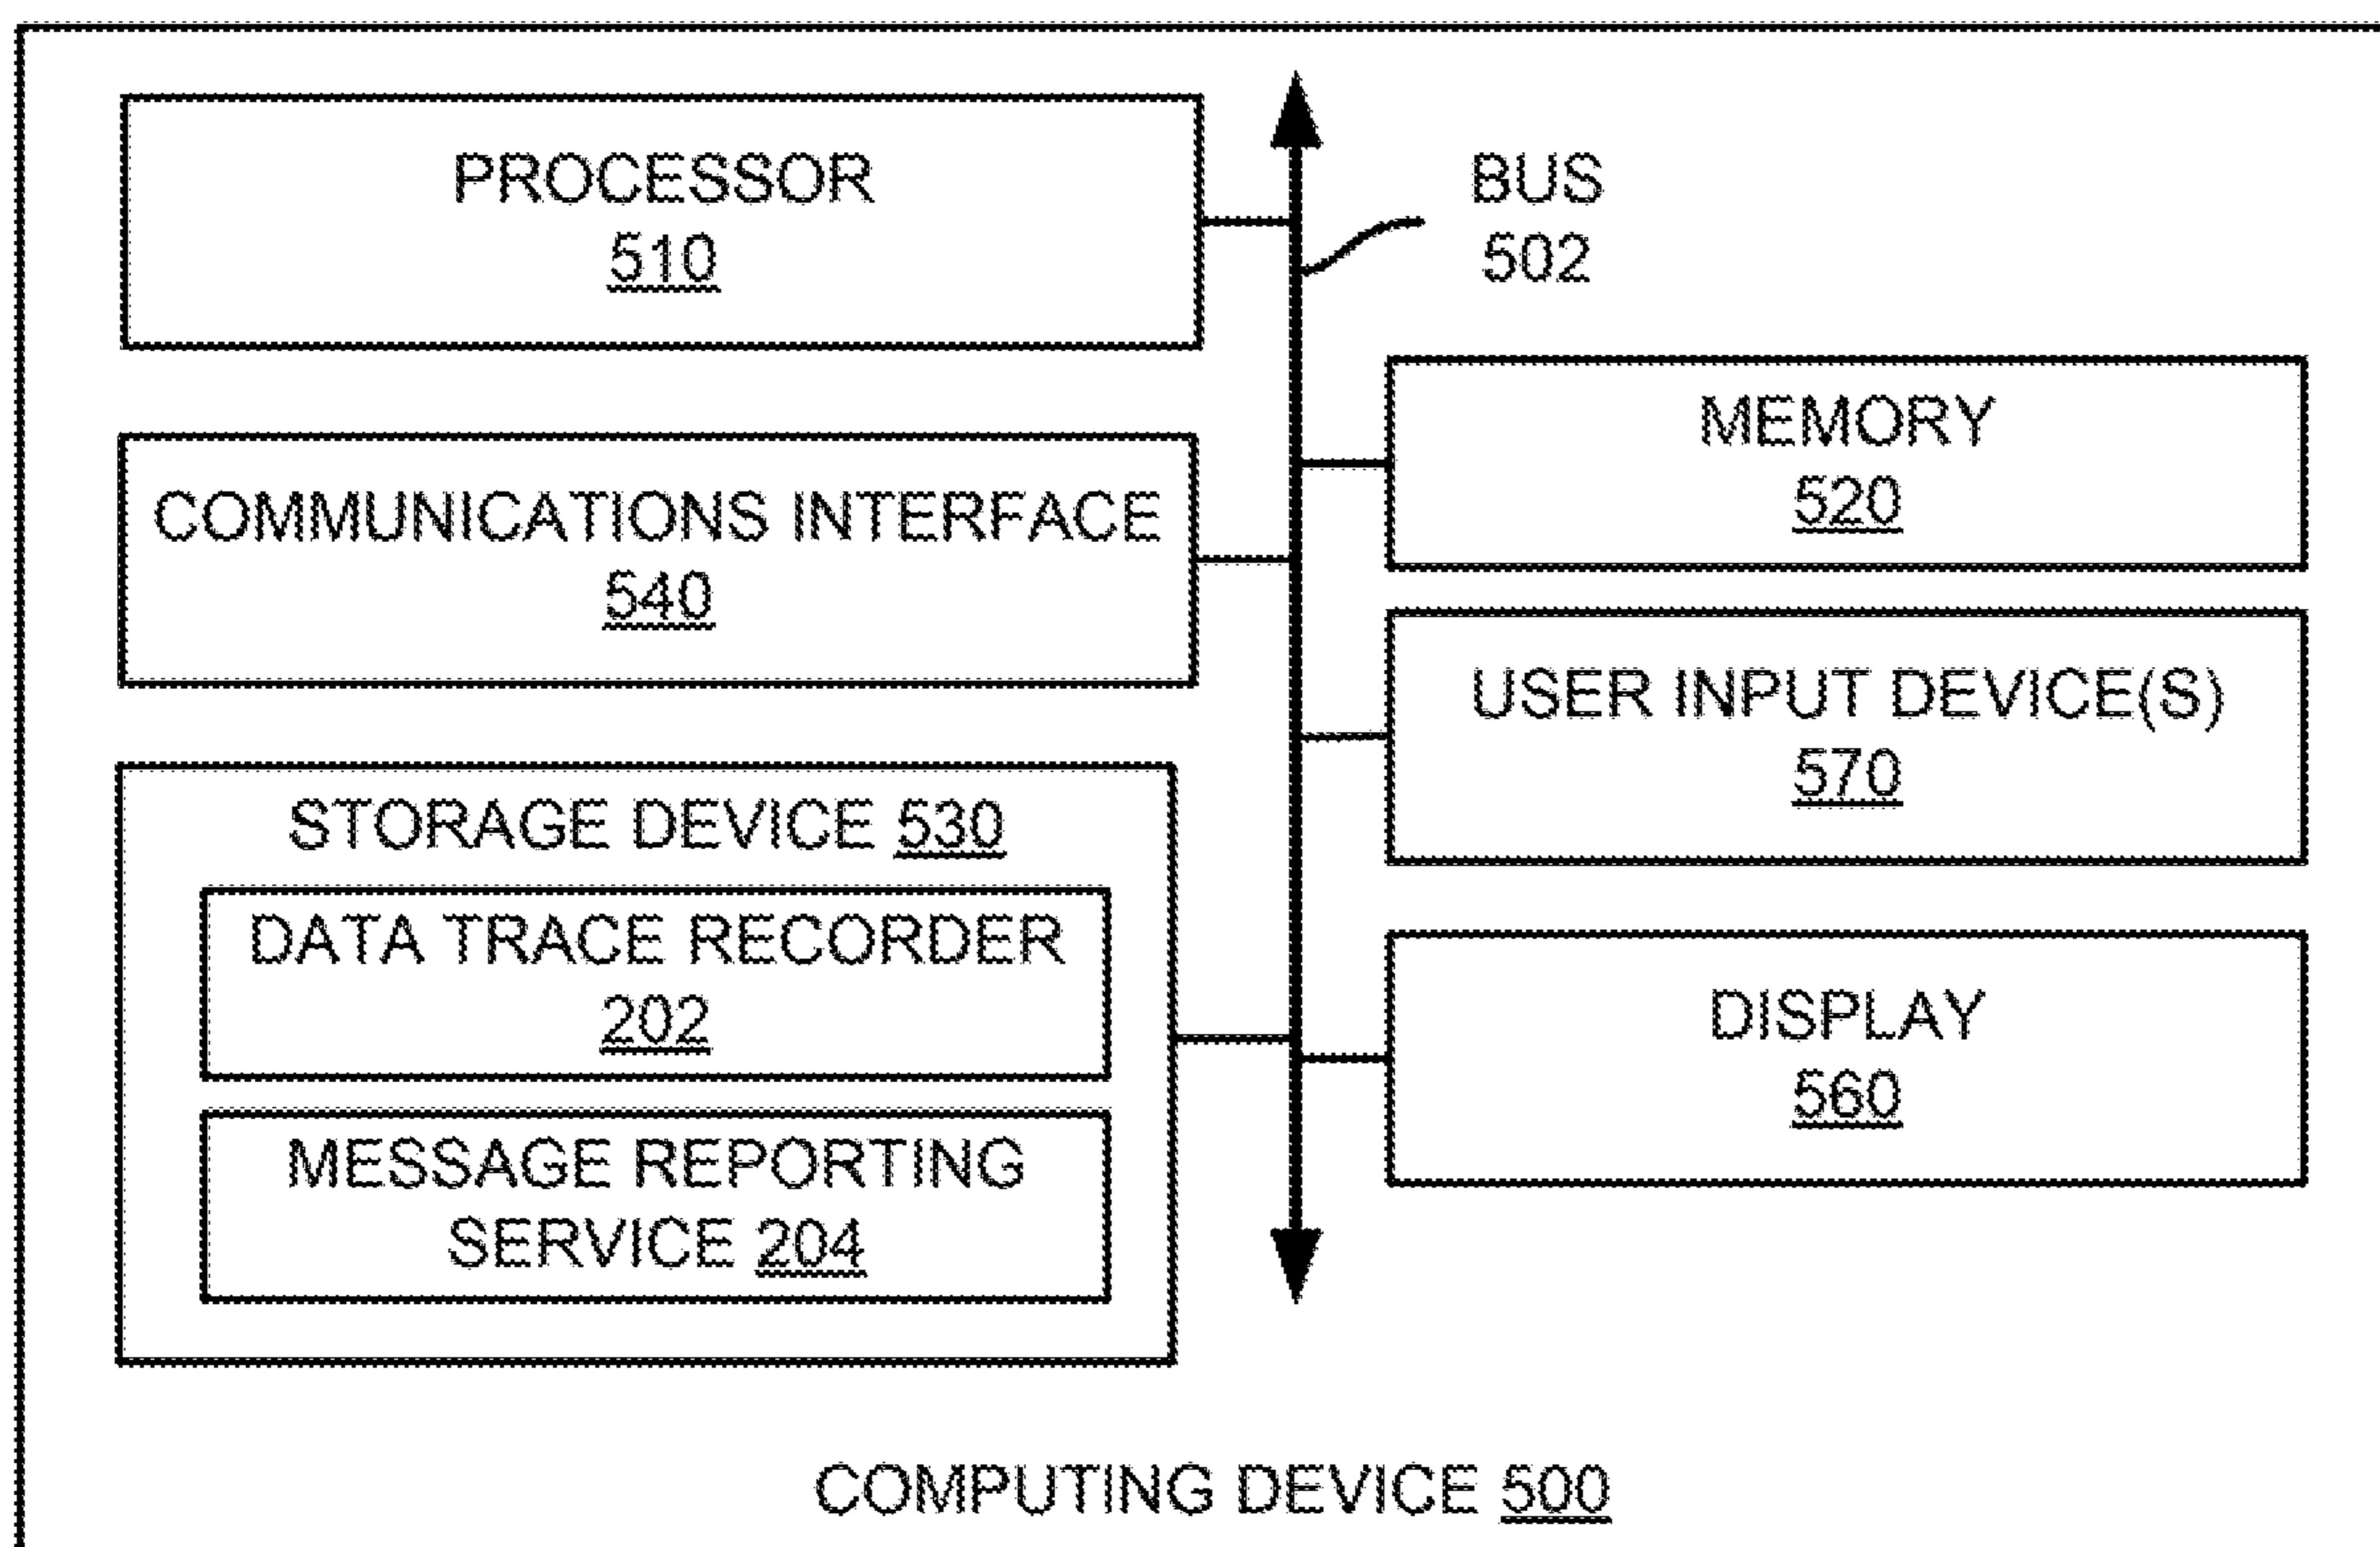 PROCESSOR
510
BUS
502
COMMUNICATIONS INTERFACE
540
MEMORY
520
USER INPUT DEVICE(S)
570
STORAGE DEVICE 530
DATA TRACE RECORDER
202
MESSAGE REPORTING
SERVICE 204
DISPLAY
560
COMPUTING DEVICE 500